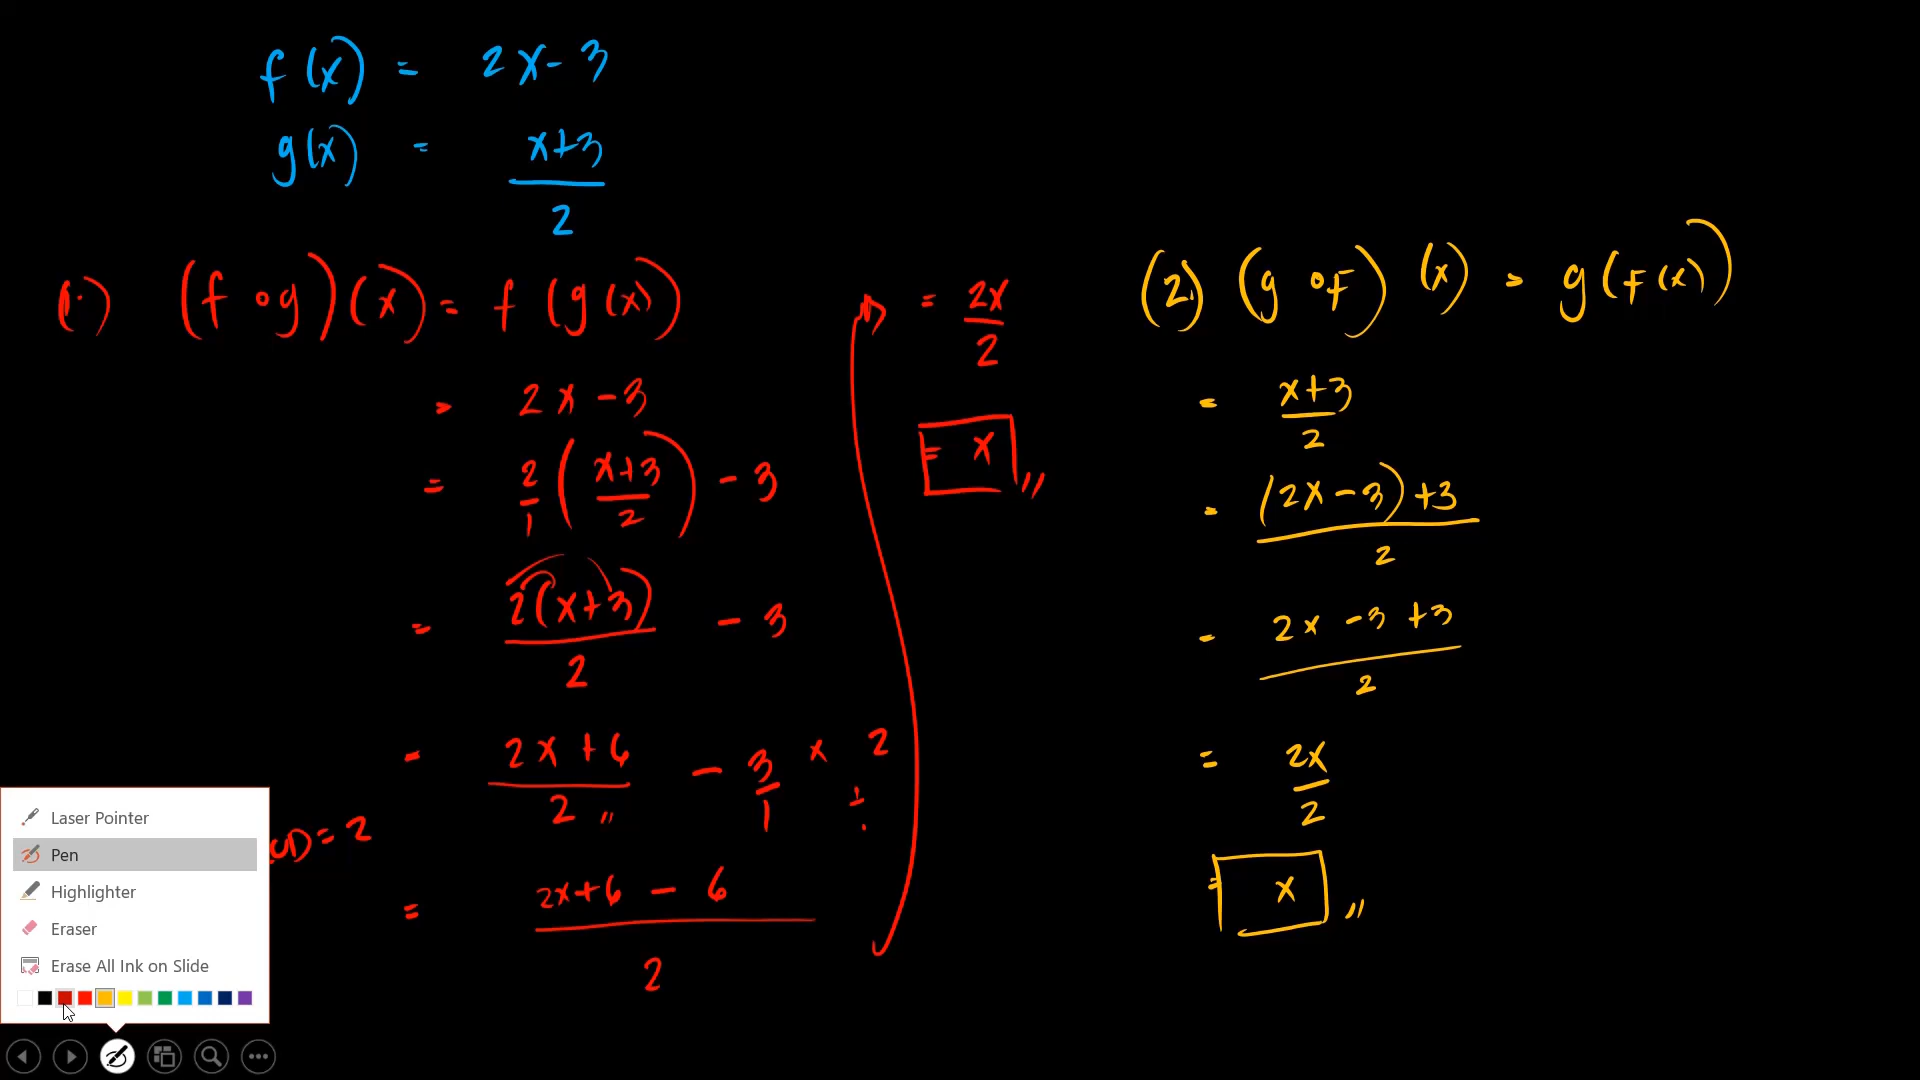 f(x) = 2x - 3
g(x) = x+3
2
(1.) (f o g)(x) = f(g(x))
= 2x - 3
= 2/1 (x+3/2) - 3
= 2(x+3)/2 - 3
= 2x+6/2 ,, - 3/1 x 2 ÷
D = 2
= 2x+6 - 6
2
= 2x/2
= x ,,
(2.) (g o f)(x) = g(f(x))
= x+3
2
= (2x-3)+3
2
= 2x - 3 + 3
2
= 2x
2
= x ,,
Laser Pointer
Pen
Highlighter
Eraser
Erase All Ink on Slide